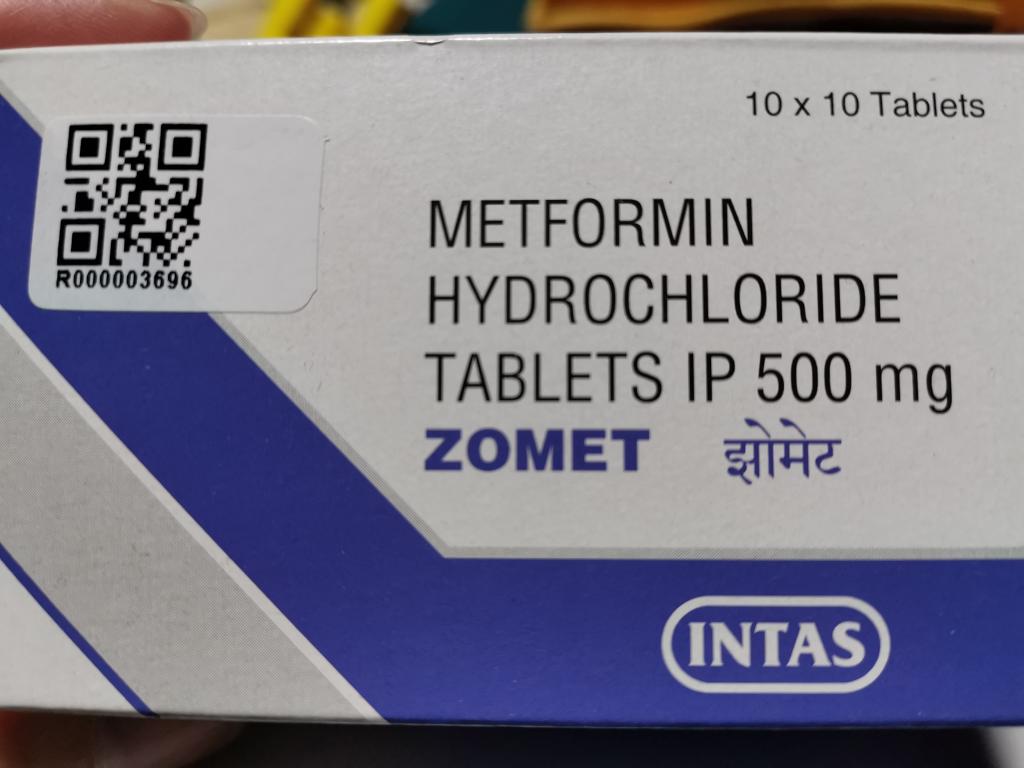 10 x 10 Tablets
R000003696
METFORMIN
HYDROCHLORIDE
TABLETS IP 500 mg
ZOMET झोमेट
INTAS